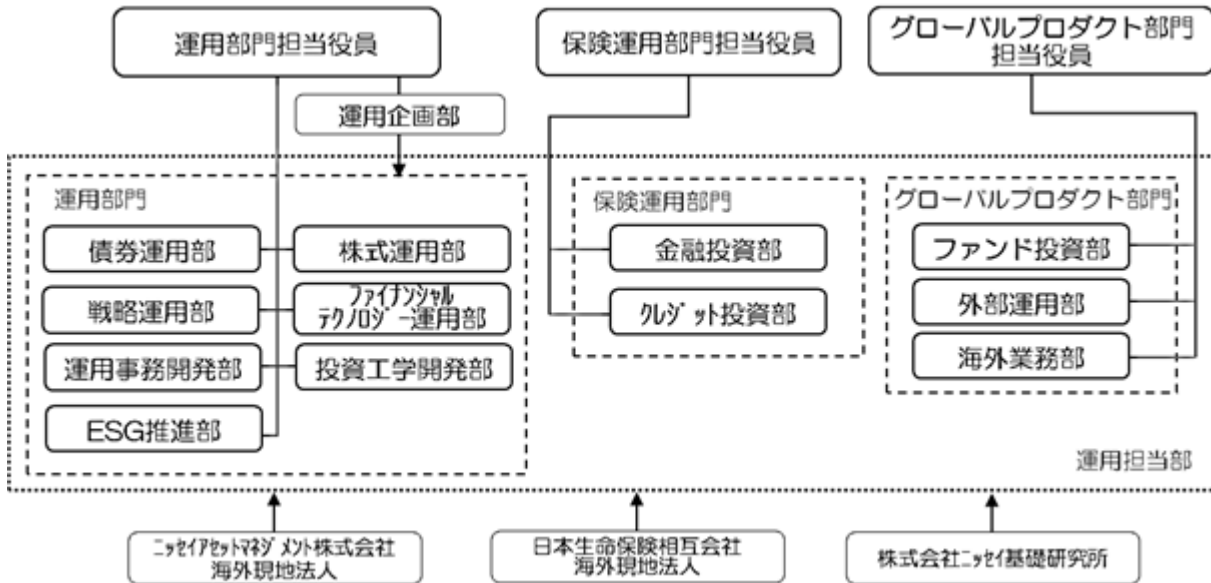 運用部門担当役員
保険運用部門担当役員
グローバルプロダクト部門
担当役員
運用企画部
運用部門
債券運用部
株式運用部
戦略運用部
ファイナンシャル
テクノロジー運用部
運用事務開発部
投資工学開発部
ESG推進部
保険運用部門
金融投資部
クレジット投資部
グローバルプロダクト部門
ファンド投資部
外部運用部
海外業務部
運用担当部
ニッセイアセットマネジメント株式会社
海外現地法人
日本生命保険相互会社
海外現地法人
株式会社ニッセイ基礎研究所